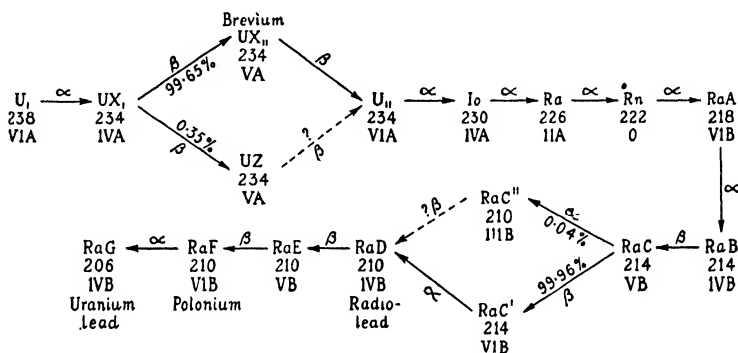 Brevium
UX₁₁
234
VA
β
99·65%
β
U₁
238
V1A
α
UX₁
234
1VA
0·35%
β
UZ
234
VA
?
β
U₁₁
234
V1A
α
Io
230
1VA
α
Ra
226
11A
α
Rn
222
0
α
RaA
218
V1B
α
RaB
214
1VB
β
RaC
214
VB
α
0·04%
RaC"
210
111B
? β
99·96%
β
RaC'
214
V1B
α
RaD
210
1VB
Radio-
lead
β
RaE
210
VB
β
RaF
210
V1B
Polonium
α
RaG
206
1VB
Uranium
lead